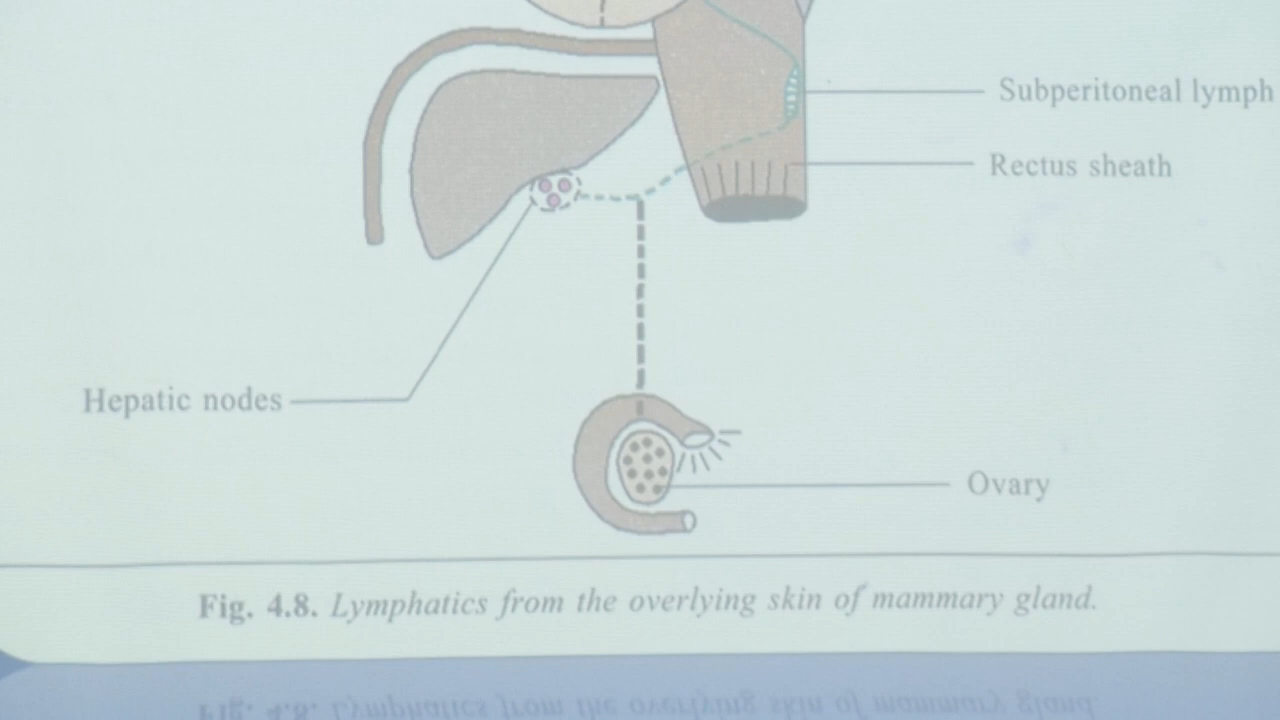 Subperitoneal lymph
Rectus sheath
Hepatic nodes
Ovary
Fig. 4.8. Lymphatics from the overlying skin of mammary gland.